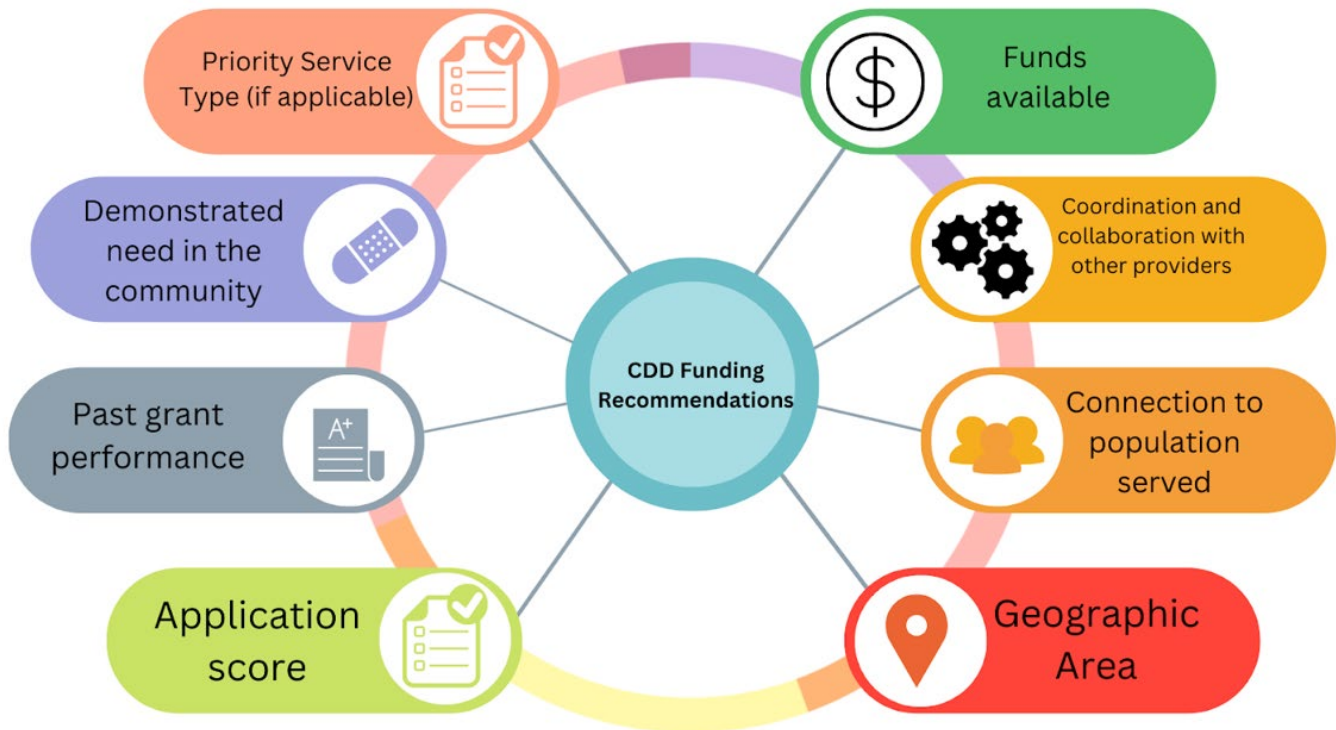 Priority Service
Type (if applicable)
Funds
available
Demonstrated
need in the
community
Coordination and
collaboration with
other providers
CDD Funding
Recommendations
Past grant
performance
A+
Connection to
population
served
Application
score
Geographic
Area